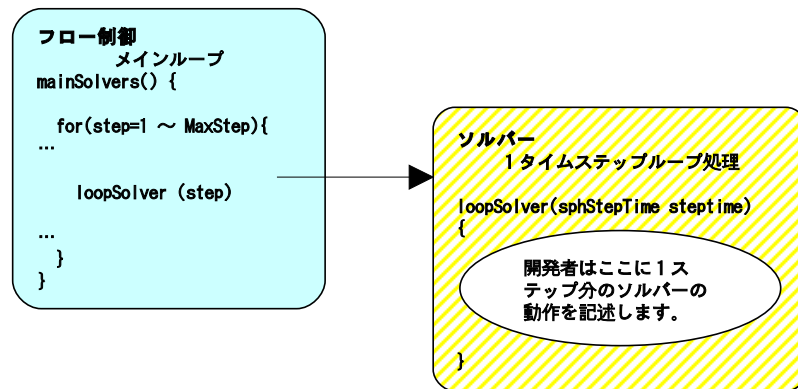 フロー制御
メインループ
mainSolvers() {
for(step=1 ～ MaxStep){
…
loopSolver (step)
…
}
}
ソルバー
１タイムステップループ処理
loopSolver(sphStepTime steptime)
{
開発者はここに１ス
テップ分のソルバーの
動作を記述します。
}